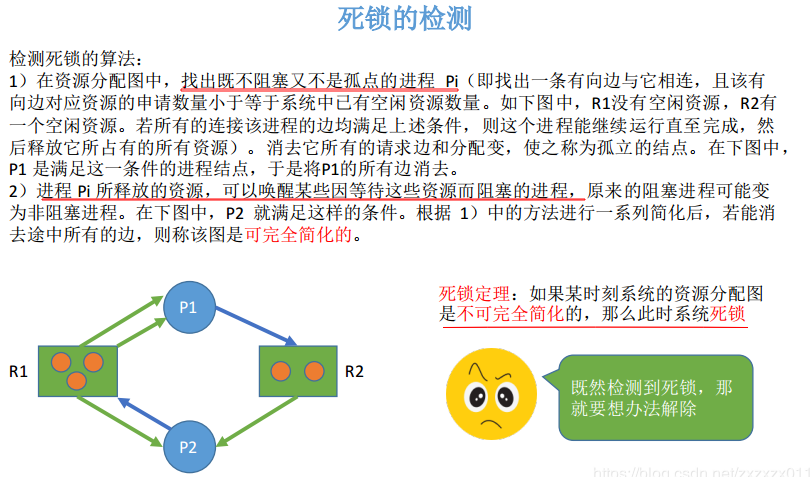 死锁的检测
检测死锁的算法：
1）在资源分配图中，找出既不阻塞又不是孤点的进程 Pi（即找出一条有向边与它相连，且该有
向边对应资源的申请数量小于等于系统中已有空闲资源数量。如下图中，R1没有空闲资源，R2有
一个空闲资源。若所有的连接该进程的边均满足上述条件，则这个进程能继续运行直至完成，然
后释放它所占有的所有资源）。消去它所有的请求边和分配变，使之称为孤立的结点。在下图中，
P1 是满足这一条件的进程结点，于是将P1的所有边消去。
2）进程 Pi 所释放的资源，可以唤醒某些因等待这些资源而阻塞的进程，原来的阻塞进程可能变
为非阻塞进程。在下图中，P2 就满足这样的条件。根据 1）中的方法进行一系列简化后，若能消
去途中所有的边，则称该图是可完全简化的。
P1
R1
R2
P2
死锁定理：如果某时刻系统的资源分配图
是不可完全简化的，那么此时系统死锁
既然检测到死锁，那
就要想办法解除
https://blog.csdn.net/zxzxzx011